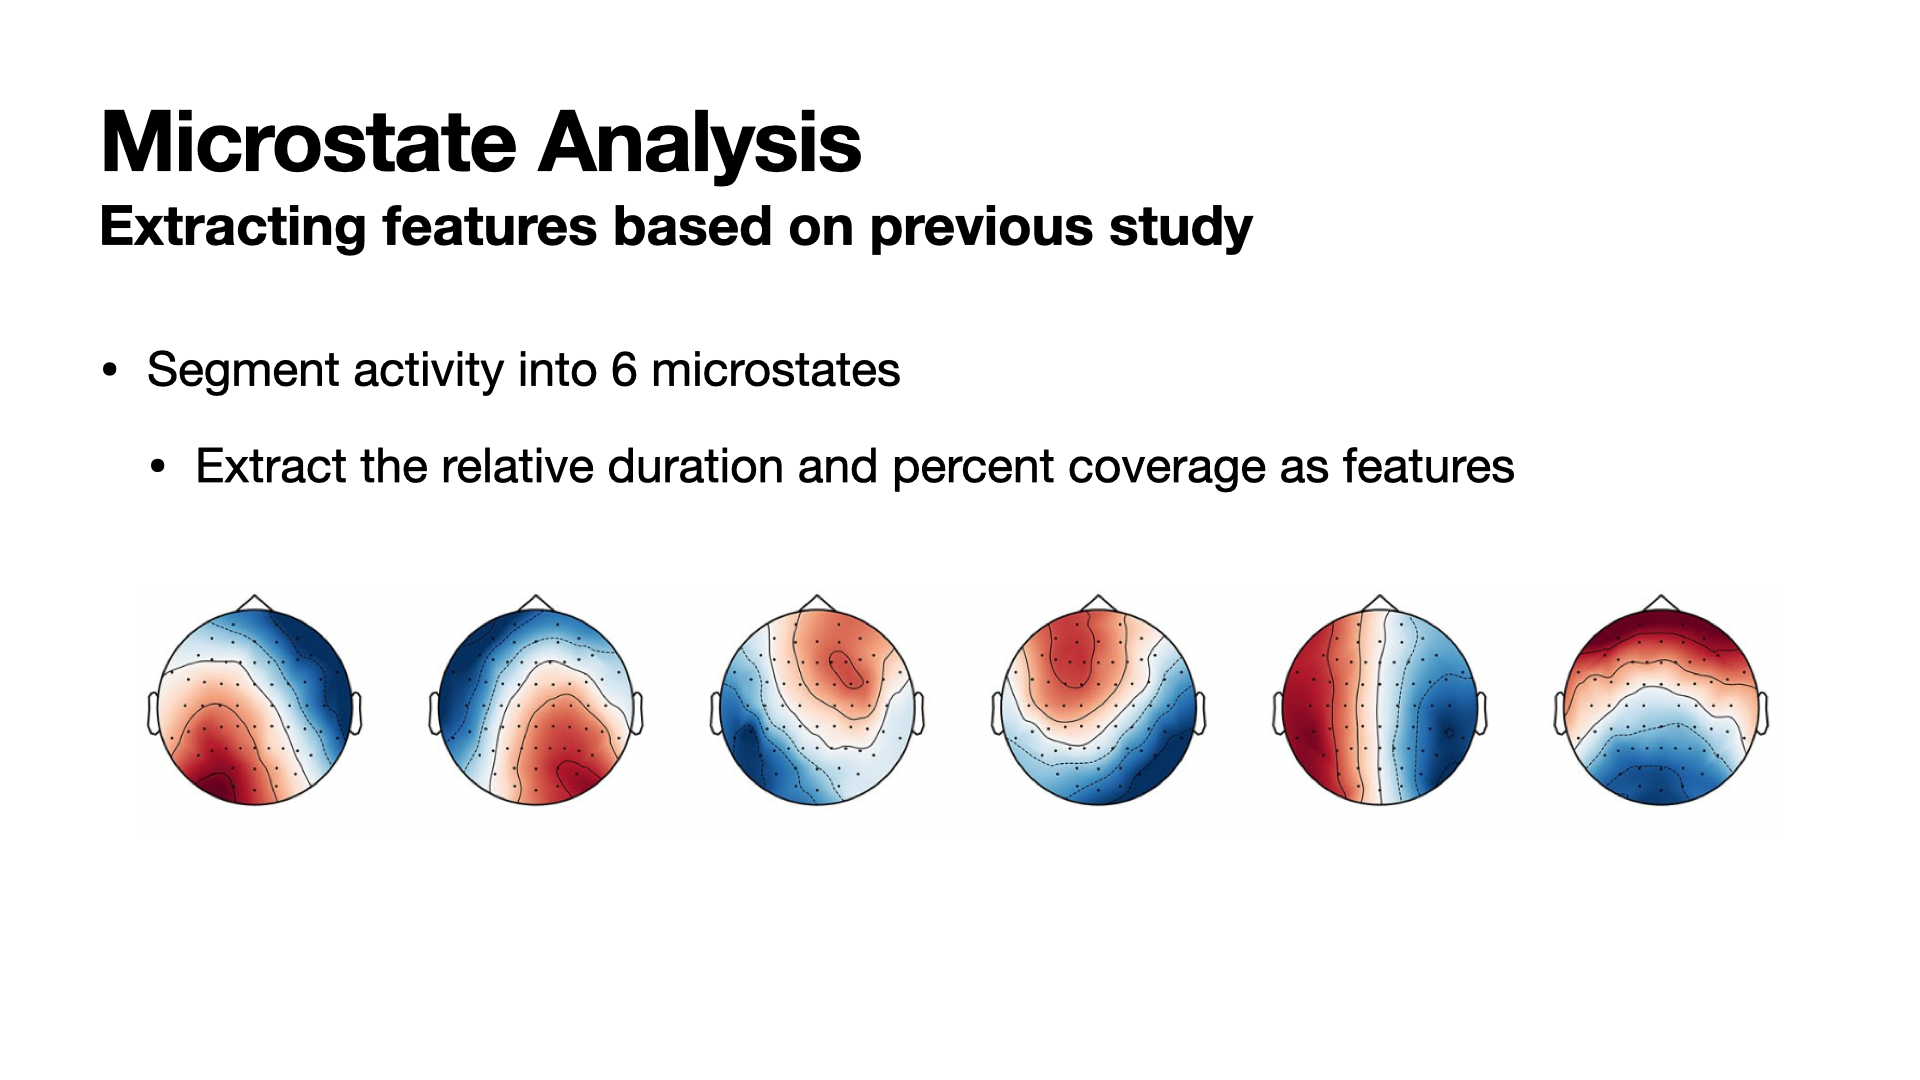 Microstate Analysis
Extracting features based on previous study
• Segment activity into 6 microstates
• Extract the relative duration and percent coverage as features